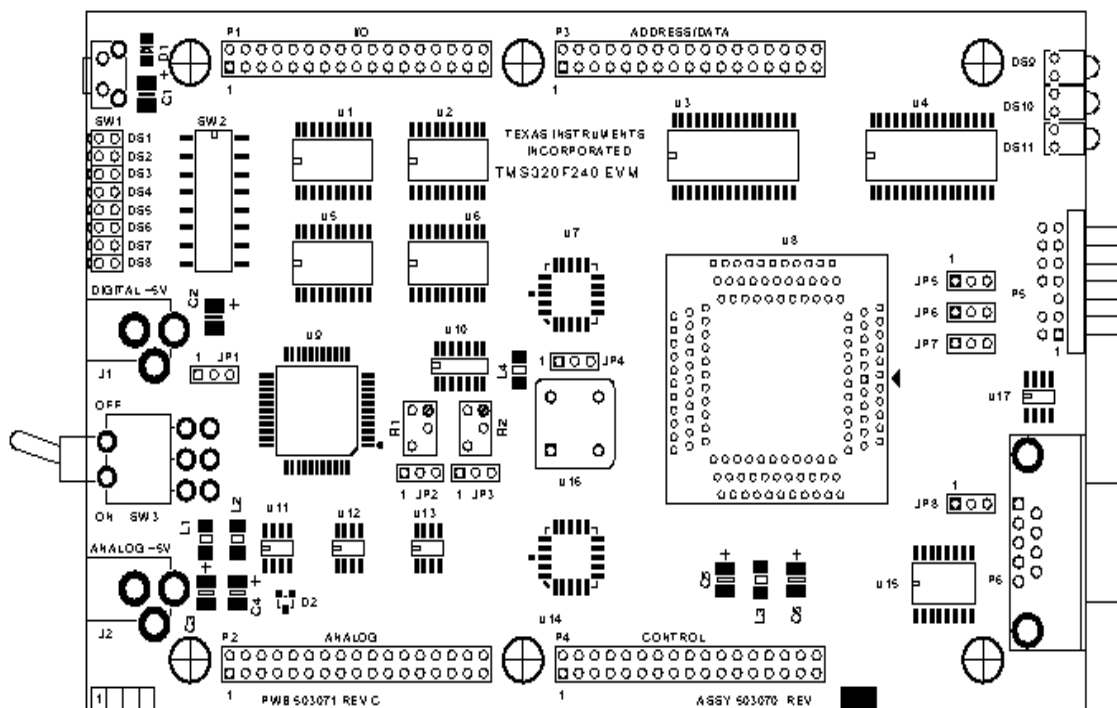 P1 I/O
P3 ADDRESS/DATA
D1
C1
1
1
DS9
DS10
DS11
SW1
DS1
DS2
DS3
DS4
DS5
DS6
DS7
DS8
SW2
u1
u2
TEXAS INSTRUMENTS
INCORPORATED
TMS320F240 EVM
u3
u4
u5
u6
u7
u8
DIGITAL -5V
C2
J1
1 JP1
u9
u10
L4
1 JP4
1
JP5
JP6
JP7
P5
1
u17
OFF
ON SW3
R1
R2
1 JP2
1 JP3
u16
1
JP8
L1
L2
u11
u12
u13
ANALOG -5V
C3
C4
D2
J2
u14
C5
L3
C6
u15
P6
P2 ANALOG
P4 CONTROL
1
1
1
PWB 503071 REV C
ASSY 503070 REV